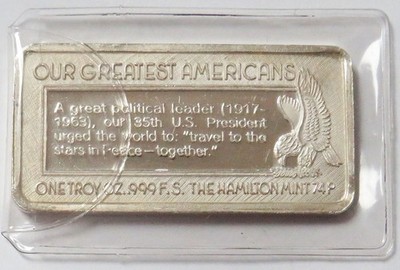 OUR GREATEST AMERICANS
A great political leader (1917-
1963), our 35th U.S. President
urged the world to: "travel to the
stars in peace—together."
ONE TROY OZ. .999 F.S. THE HAMILTON MINT 74P